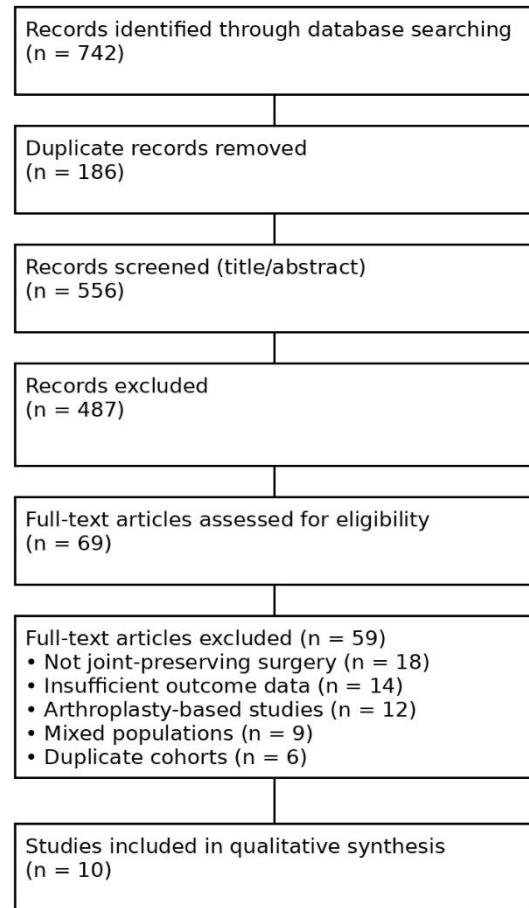 Records identified through database searching
(n = 742)
Duplicate records removed
(n = 186)
Records screened (title/abstract)
(n = 556)
Records excluded
(n = 487)
Full-text articles assessed for eligibility
(n = 69)
Full-text articles excluded (n = 59)
• Not joint-preserving surgery (n = 18)
• Insufficient outcome data (n = 14)
• Arthroplasty-based studies (n = 12)
• Mixed populations (n = 9)
• Duplicate cohorts (n = 6)
Studies included in qualitative synthesis
(n = 10)